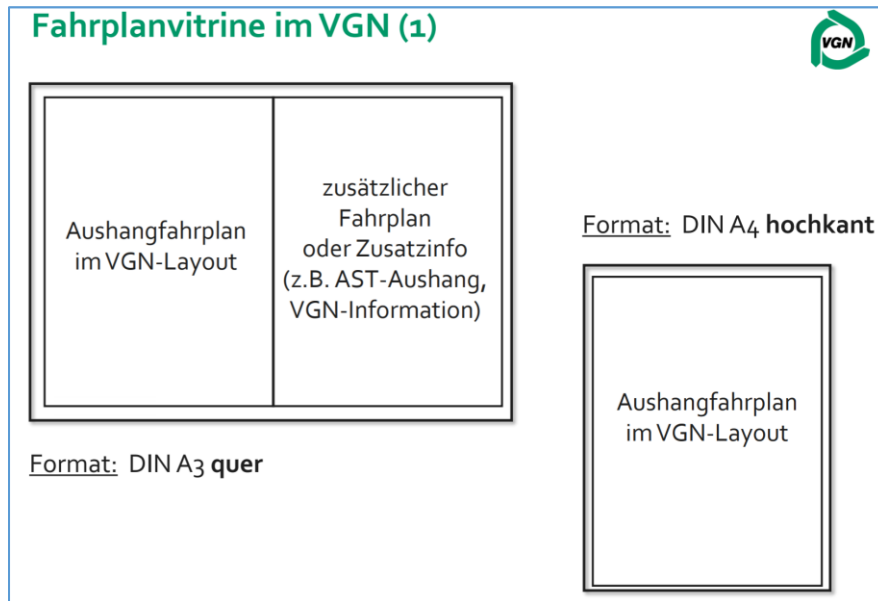 Fahrplanvitrine im VGN (1)
VGN
Aushangfahrplan
im VGN-Layout
zusätzlicher
Fahrplan
oder Zusatzinfo
(z.B. AST-Aushang,
VGN-Information)
Format: DIN A3 quer
Format: DIN A4 hochkant
Aushangfahrplan
im VGN-Layout